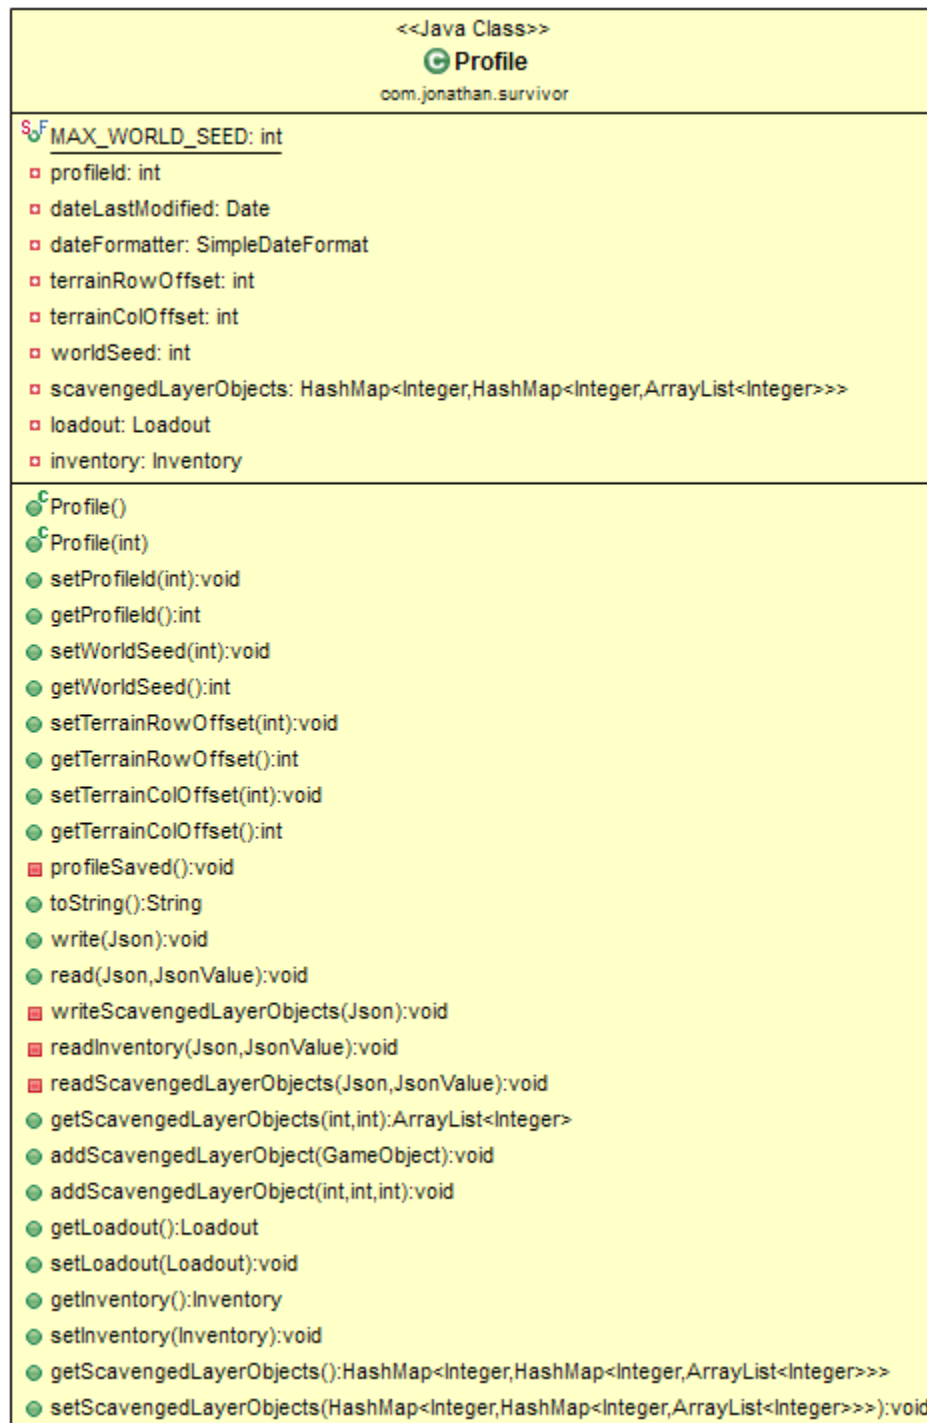 <<Java Class>>
C Profile
com.jonathan.survivor
S F MAX_WORLD_SEED: int
profileId: int
dateLastModified: Date
dateFormatter: SimpleDateFormat
terrainRowOffset: int
terrainColOffset: int
worldSeed: int
scavengedLayerObjects: HashMap<Integer,HashMap<Integer,ArrayList<Integer>>>
loadout: Loadout
inventory: Inventory
C Profile()
C Profile(int)
setProfileId(int):void
getProfileId():int
setWorldSeed(int):void
getWorldSeed():int
setTerrainRowOffset(int):void
getTerrainRowOffset():int
setTerrainColOffset(int):void
getTerrainColOffset():int
profileSaved():void
toString():String
write(Json):void
read(Json,JsonValue):void
writeScavengedLayerObjects(Json):void
readInventory(Json,JsonValue):void
readScavengedLayerObjects(Json,JsonValue):void
getScavengedLayerObjects(int,int):ArrayList<Integer>
addScavengedLayerObject(GameObject):void
addScavengedLayerObject(int,int,int):void
getLoadout():Loadout
setLoadout(Loadout):void
getInventory():Inventory
setInventory(Inventory):void
getScavengedLayerObjects():HashMap<Integer,HashMap<Integer,ArrayList<Integer>>>
setScavengedLayerObjects(HashMap<Integer,HashMap<Integer,ArrayList<Integer>>>):void